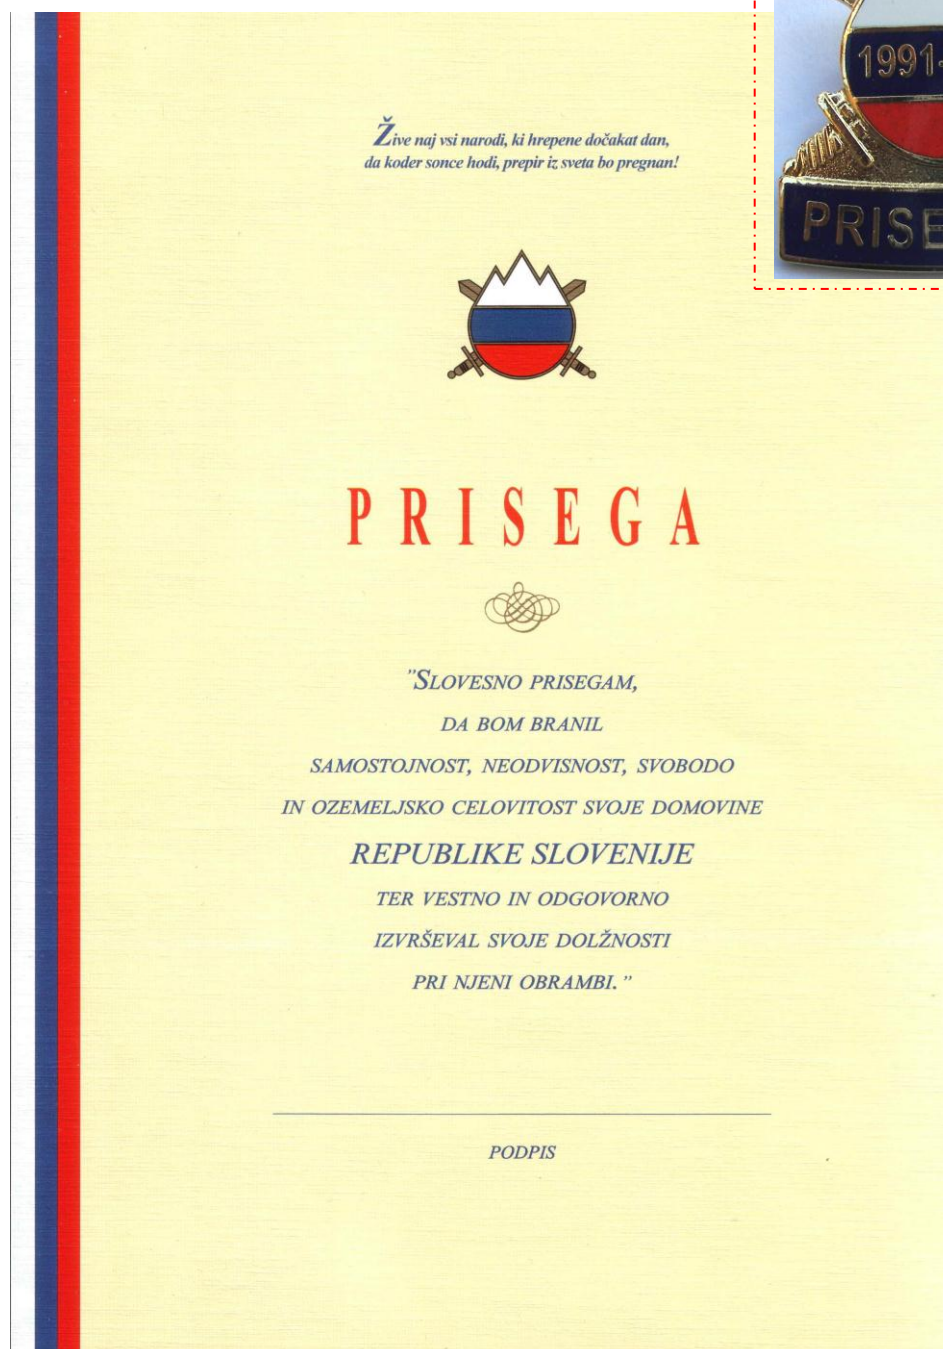 Žive naj vsi narodi, ki hrepene dočakat dan,
da koder sonce hodi, prepir iz sveta bo pregnan!
1991-
PRISE
PRISEGA
"SLOVESNO PRISEGAM,
DA BOM BRANIL
SAMOSTOJNOST, NEODVISNOST, SVOBODO
IN OZEMELJSKO CELOVITOST SVOJE DOMOVINE
REPUBLIKE SLOVENIJE
TER VESTNO IN ODGOVORNO
IZVRŠEVAL SVOJE DOLŽNOSTI
PRI NJENI OBRAMBI."
PODPIS